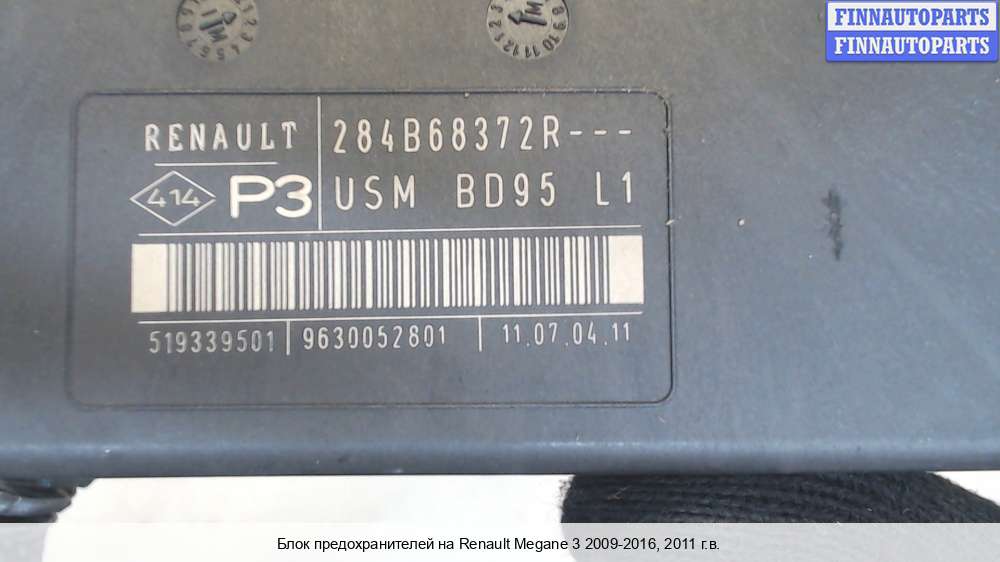 FINNAUTOPARTS
FINNAUTOPARTS
RENAULT 284B68372R---
414 P3 USM BD95 L1
519339501 9630052801 11.07.04.11
Блок предохранителей на Renault Megane 3 2009-2016, 2011 г.в.